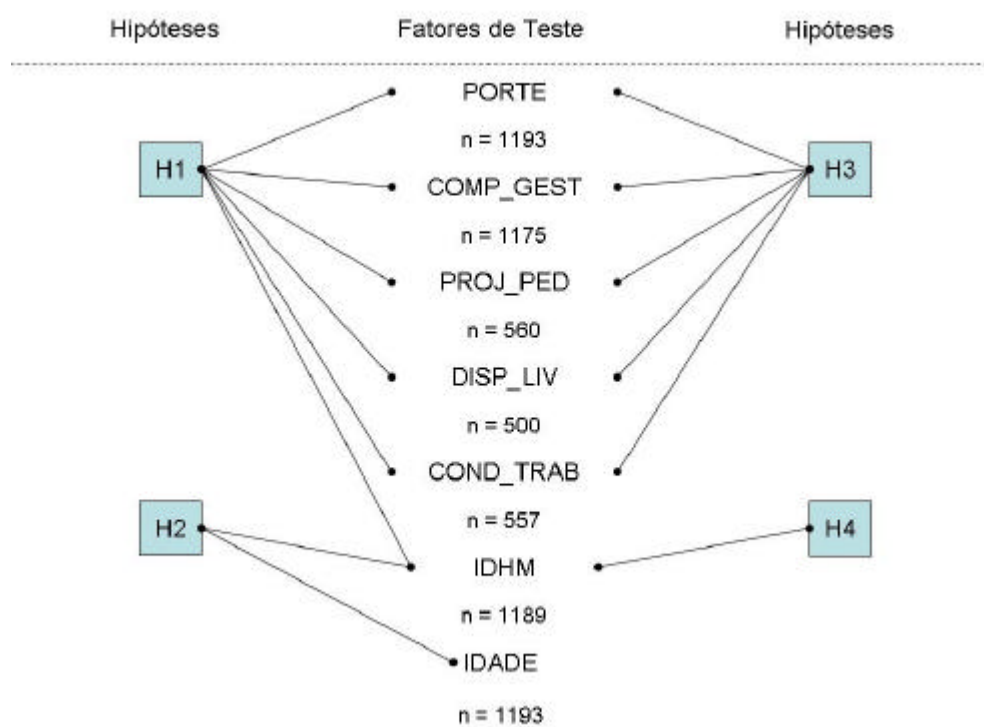 Hipóteses Fatores de Teste Hipóteses
PORTE
n = 1193
H1 H3
COMP_GEST
n = 1175
PROJ_PED
n = 560
DISP_LIV
n = 500
COND_TRAB
n = 557
H2 H4
IDHM
n = 1189
IDADE
n = 1193